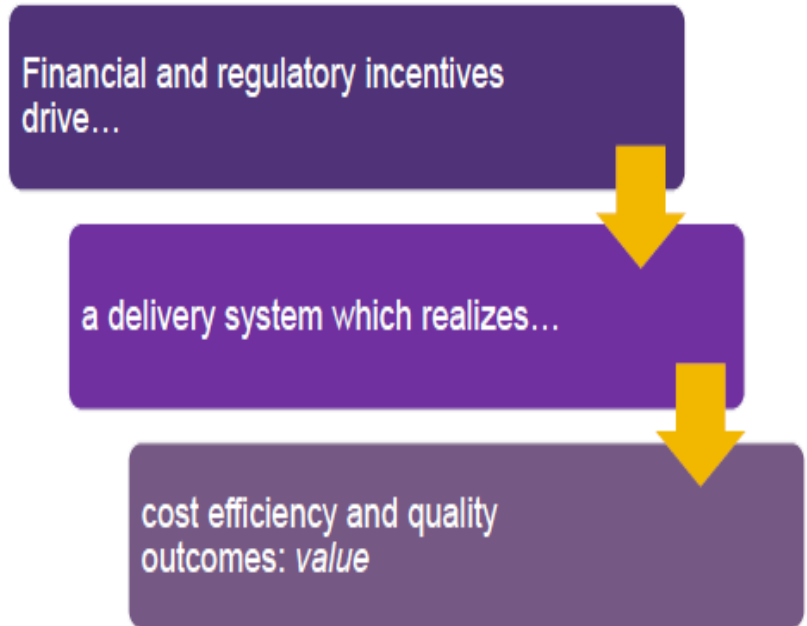 Financial and regulatory incentives
drive…
a delivery system which realizes…
cost efficiency and quality
outcomes: value